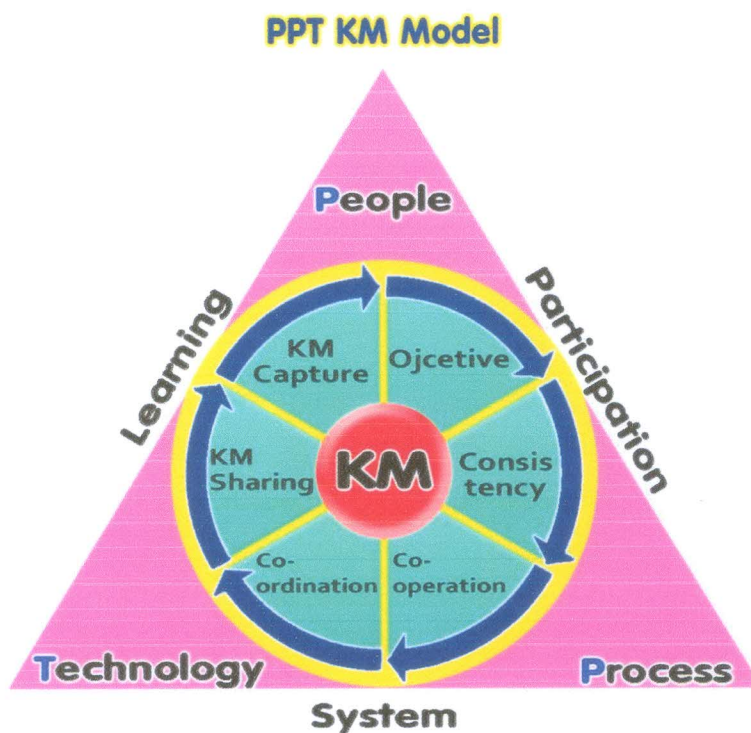 PPT KM Model
People
Learning
Participation
KM
Capture
Ojcetive
KM
Sharing
KM
Consis
tency
Co-
ordination
Co-
operation
Technology
Process
System